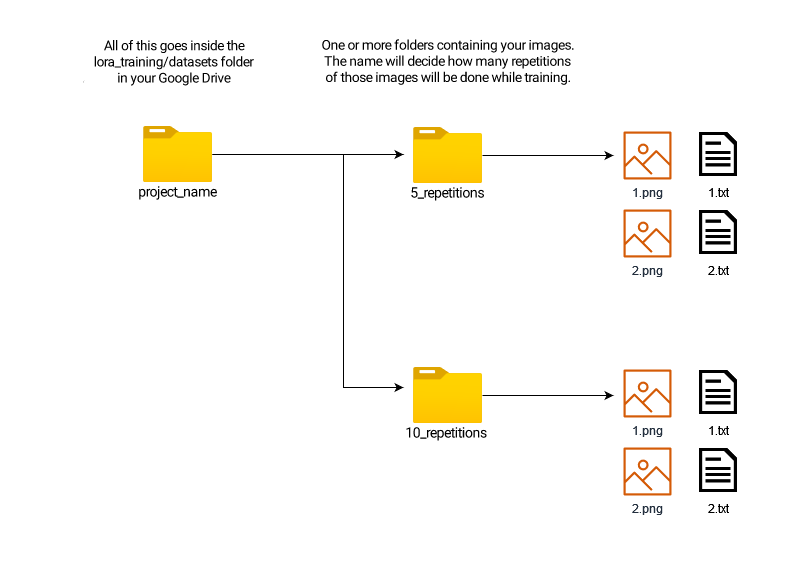 All of this goes inside the
lora_training/datasets folder
in your Google Drive
One or more folders containing your images.
The name will decide how many repetitions
of those images will be done while training.
project_name
5_repetitions
1.png
1.txt
2.png
2.txt
10_repetitions
1.png
1.txt
2.png
2.txt